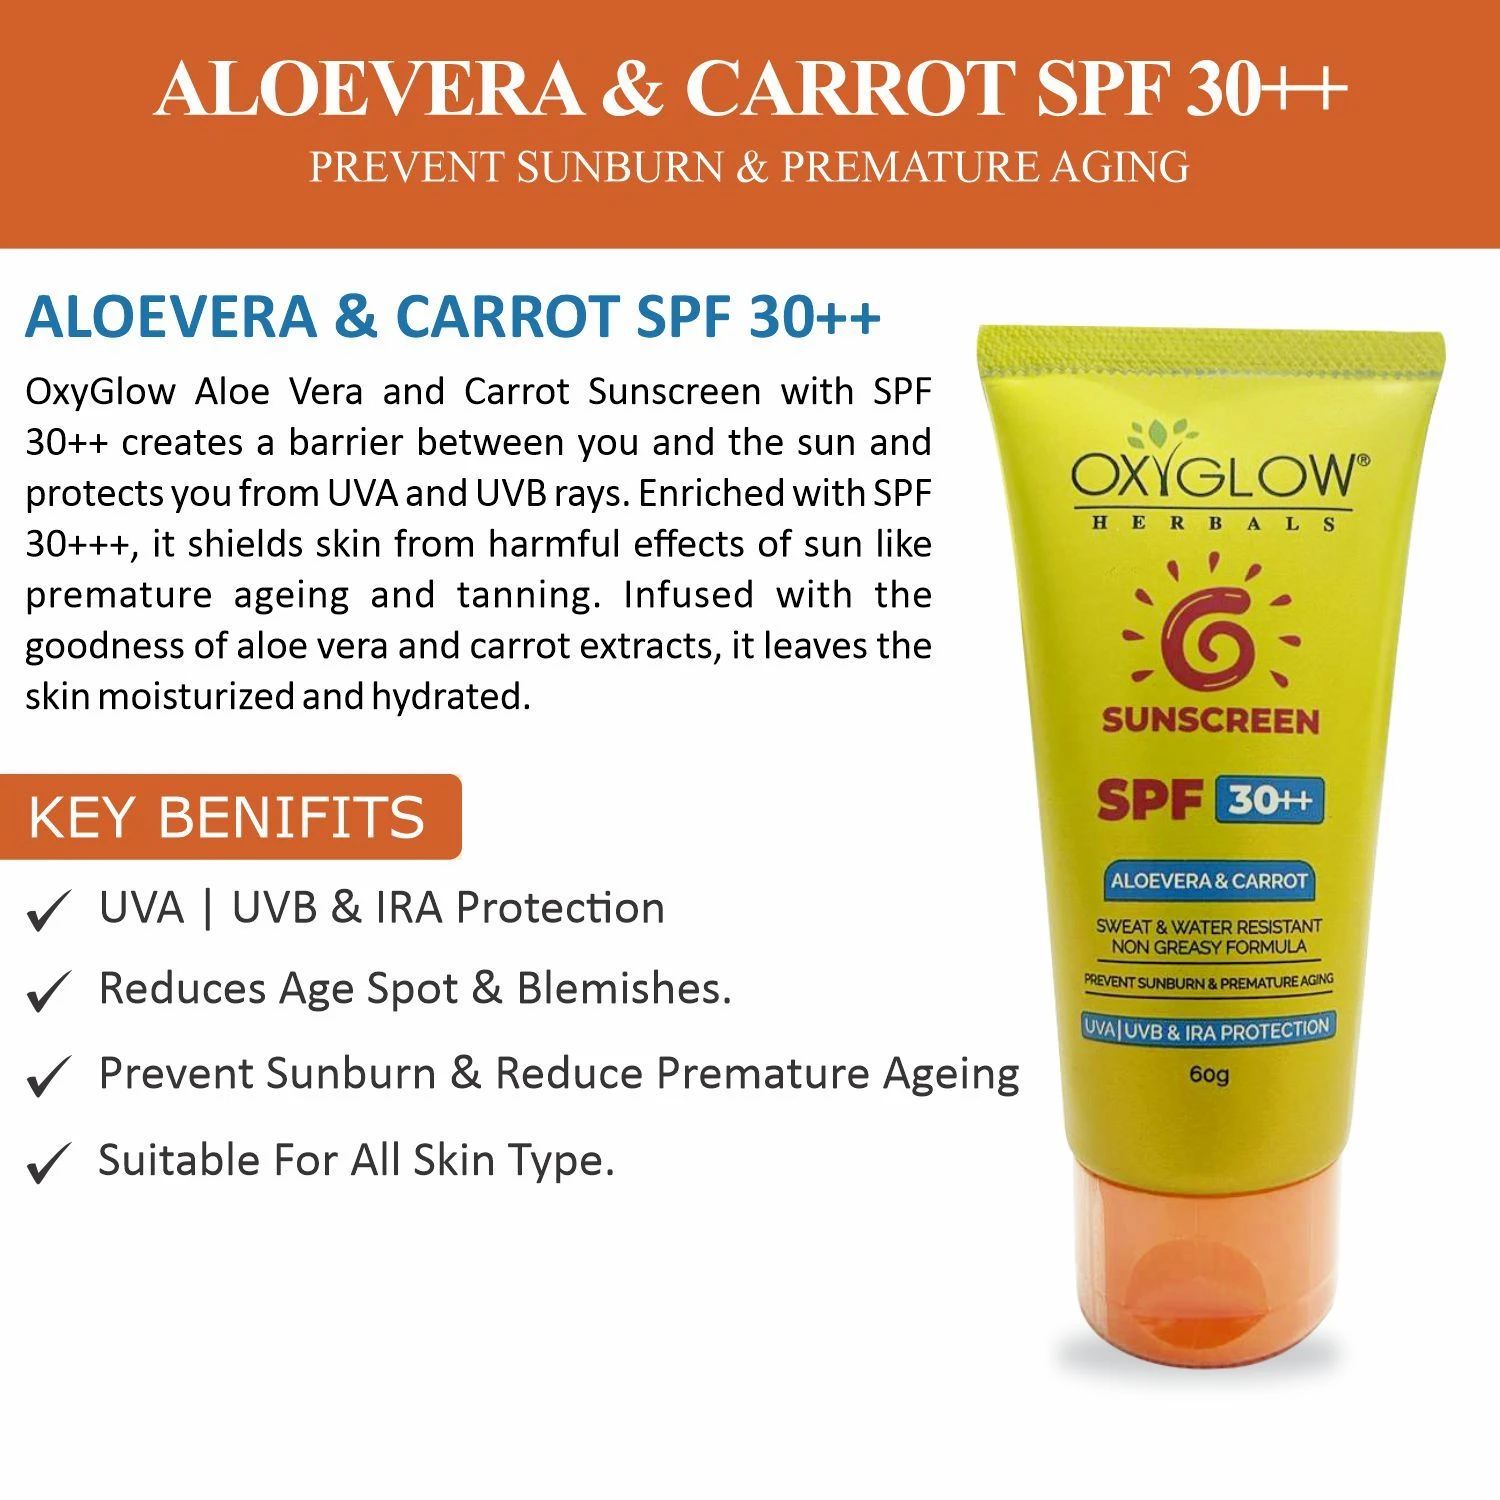 ALOEVERA & CARROT SPF 30++
PREVENT SUNBURN & PREMATURE AGING
ALOEVERA & CARROT SPF 30++
OxyGlow Aloe Vera and Carrot Sunscreen with SPF
30++ creates a barrier between you and the sun and
protects you from UVA and UVB rays. Enriched with SPF
30+++, it shields skin from harmful effects of sun like
premature ageing and tanning. Infused with the
goodness of aloe vera and carrot extracts, it leaves the
skin moisturized and hydrated.
KEY BENIFITS
UVA | UVB & IRA Protection
Reduces Age Spot & Blemishes.
Prevent Sunburn & Reduce Premature Ageing
Suitable For All Skin Type.
OXYGLOW®
HERBALS
SUNSCREEN
SPF 30++
ALOEVERA & CARROT
SWEAT & WATER RESISTANT
NON GREASY FORMULA
PREVENT SUNBURN & PREMATURE AGING
UVA | UVB & IRA PROTECTION
60g